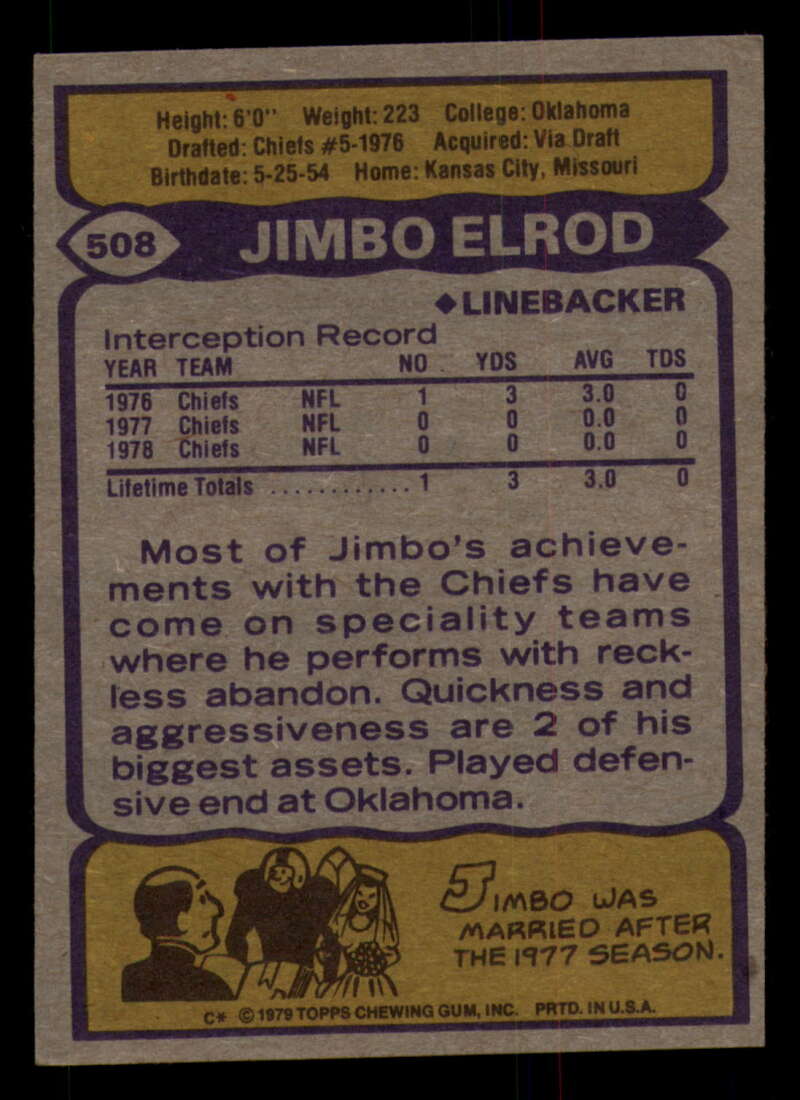 Height: 6'0" Weight: 223 College: Oklahoma
Drafted: Chiefs #5-1976 Acquired: Via Draft
Birthdate: 5-25-54 Home: Kansas City, Missouri
508 JIMBO ELROD
◆LINEBACKER
Interception Record
YEAR TEAM NO YDS AVG TDS
1976 Chiefs NFL 1 3 3.0 0
1977 Chiefs NFL 0 0 0.0 0
1978 Chiefs NFL 0 0 0.0 0
Lifetime Totals ............ 1 3 3.0 0
Most of Jimbo's achieve-
ments with the Chiefs have
come on speciality teams
where he performs with reck-
less abandon. Quickness and
aggressiveness are 2 of his
biggest assets. Played defen-
sive end at Oklahoma.
JIMBO WAS
MARRIED AFTER
THE 1977 SEASON.
C* © 1979 TOPPS CHEWING GUM, INC. PRTD. IN U.S.A.